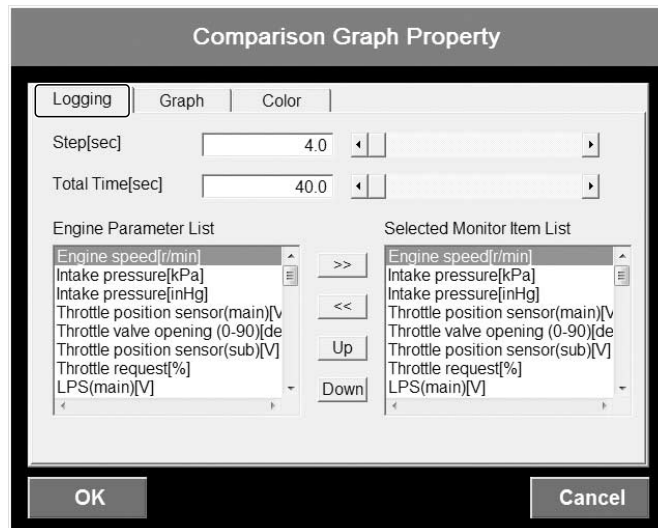 Comparison Graph Property
Logging Graph Color
Step[sec] 4.0
Total Time[sec] 40.0
Engine Parameter List
Engine speed[r/min]
Intake pressure[kPa]
Intake pressure[inHg]
Throttle position sensor(main)[V
Throttle valve opening (0-90)[de
Throttle position sensor(sub)[V]
Throttle request[%]
LPS(main)[V]
>>
<<
Up
Down
Selected Monitor Item List
Engine speed[r/min]
Intake pressure[kPa]
Intake pressure[inHg]
Throttle position sensor(main)[V
Throttle valve opening (0-90)[de
Throttle position sensor(sub)[V]
Throttle request[%]
LPS(main)[V]
OK Cancel